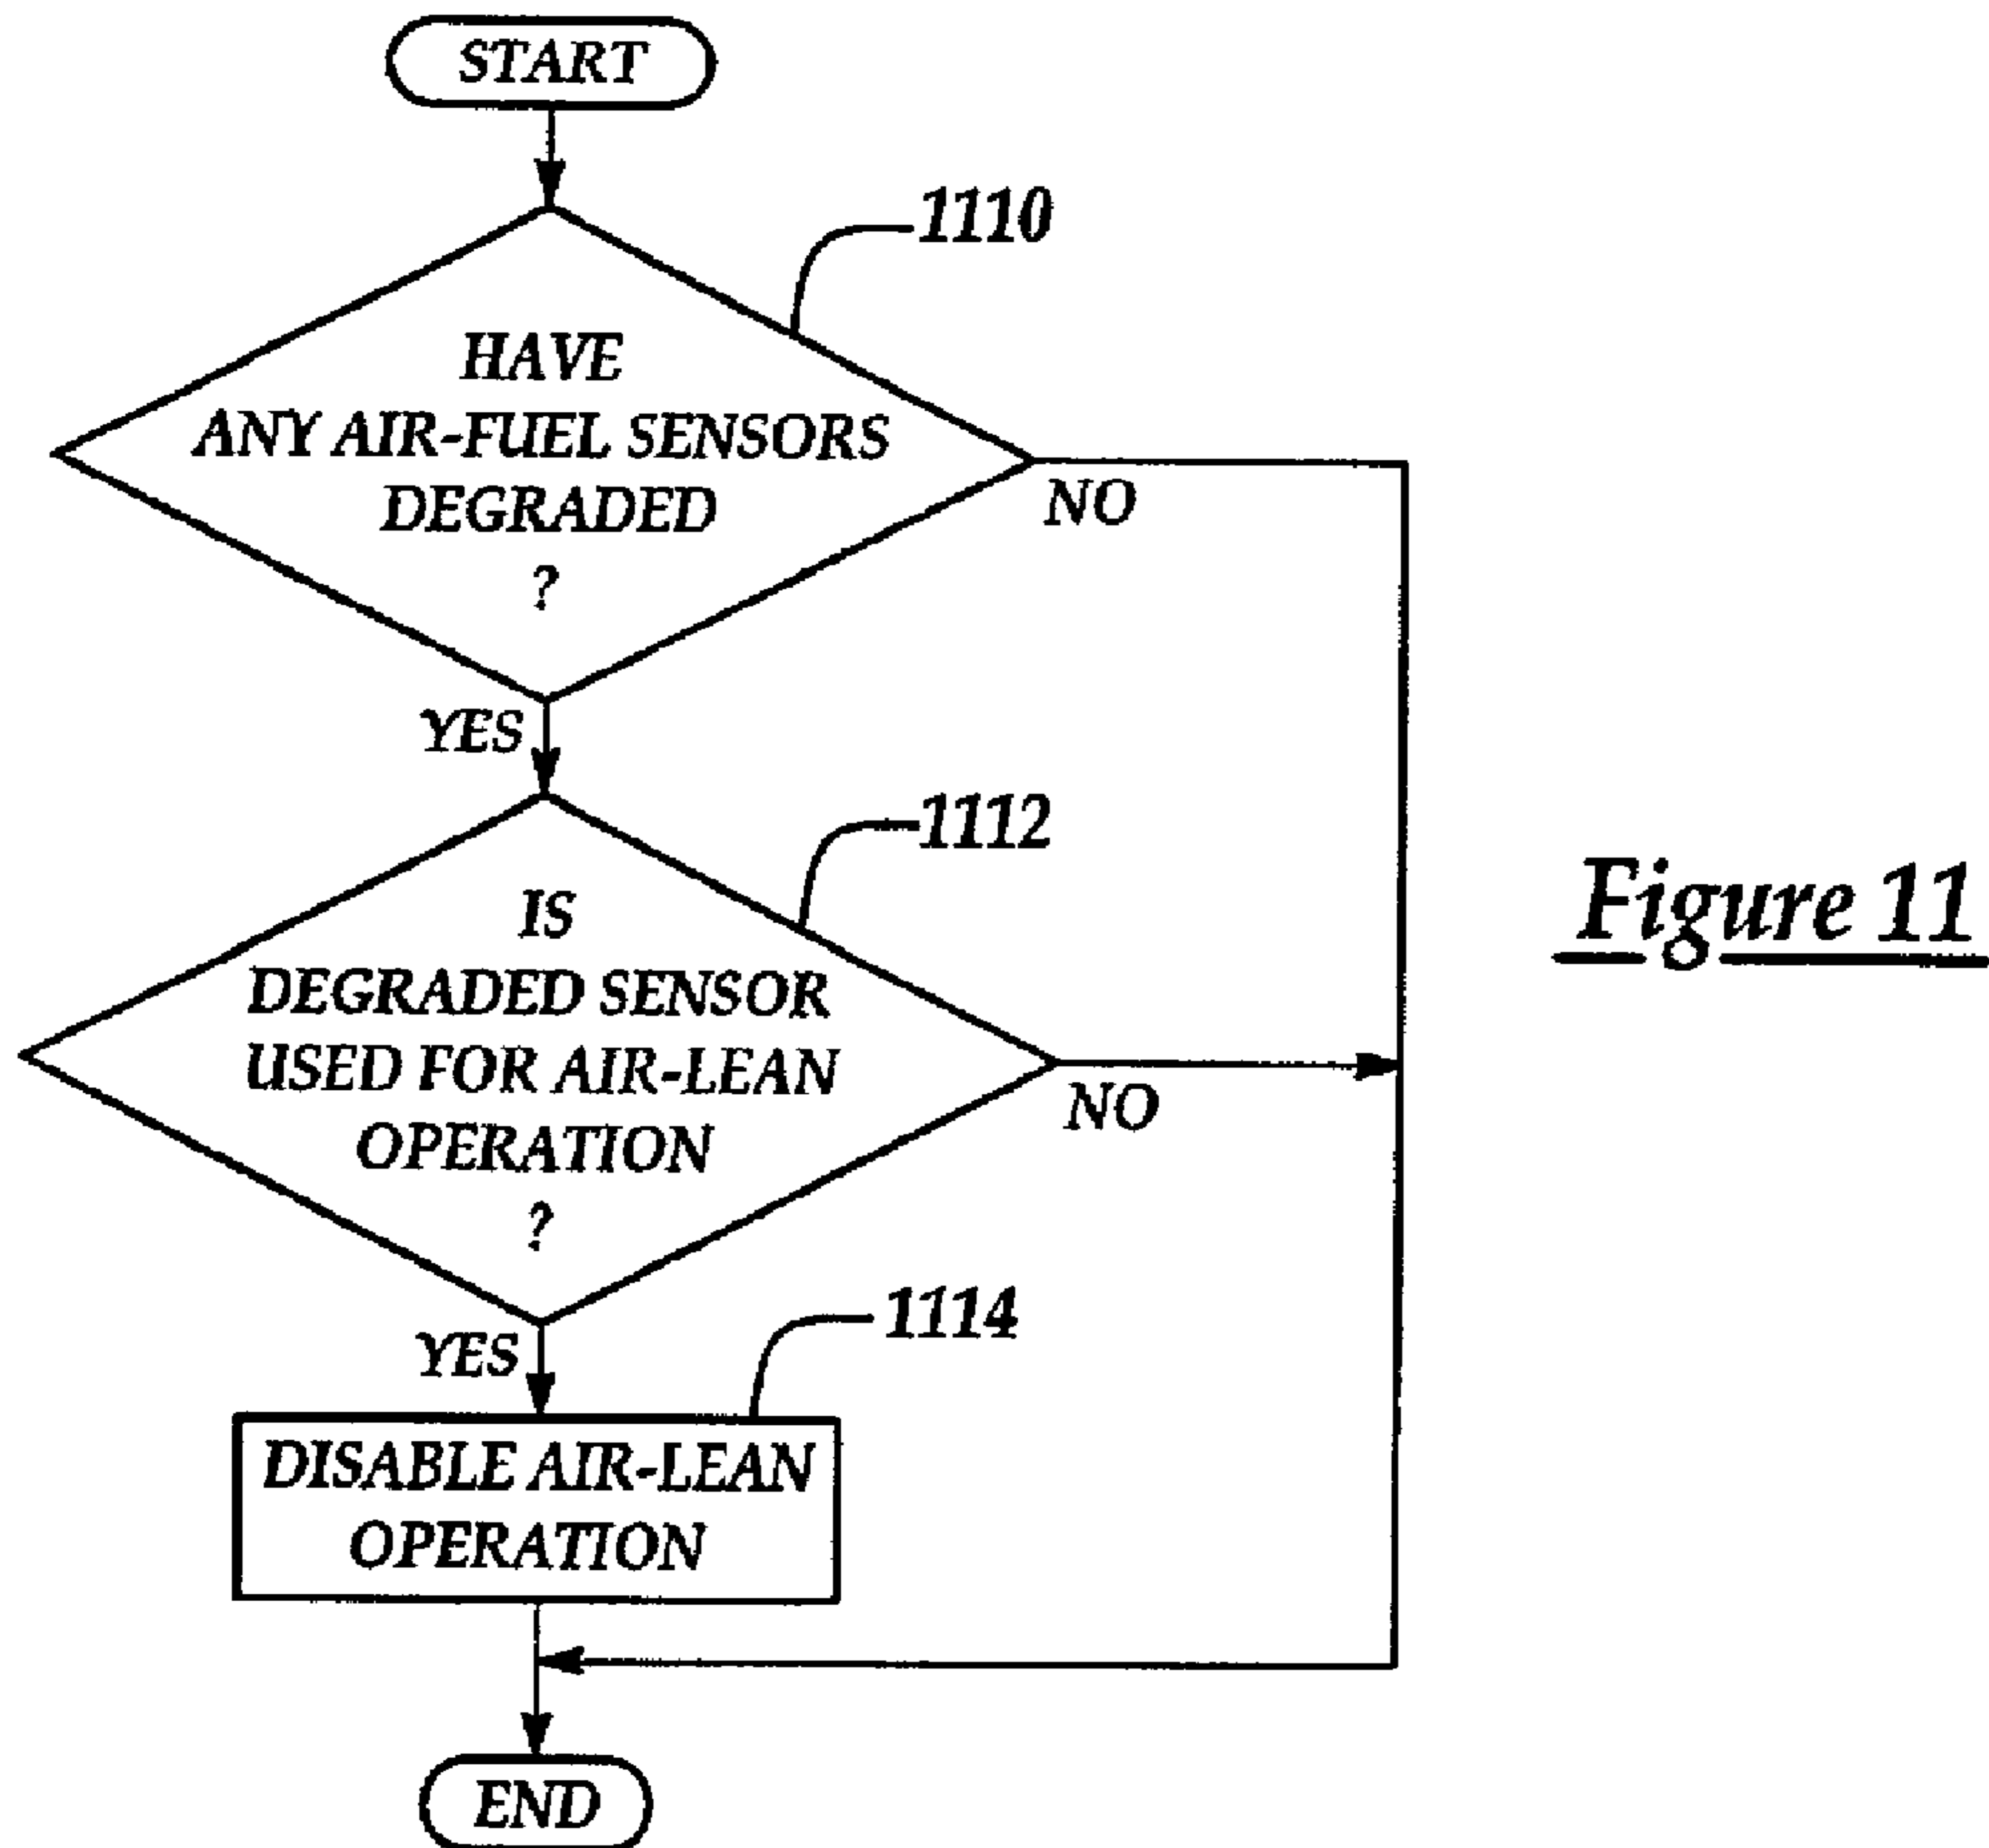 START
1110
HAVE
ANY AIR-FUEL SENSORS
DEGRADED
?
NO
YES
1112
IS
DEGRADED SENSOR
USED FOR AIR-LEAN
OPERATION
?
NO
YES
1114
DISABLE AIR-LEAN
OPERATION
END
Figure 11